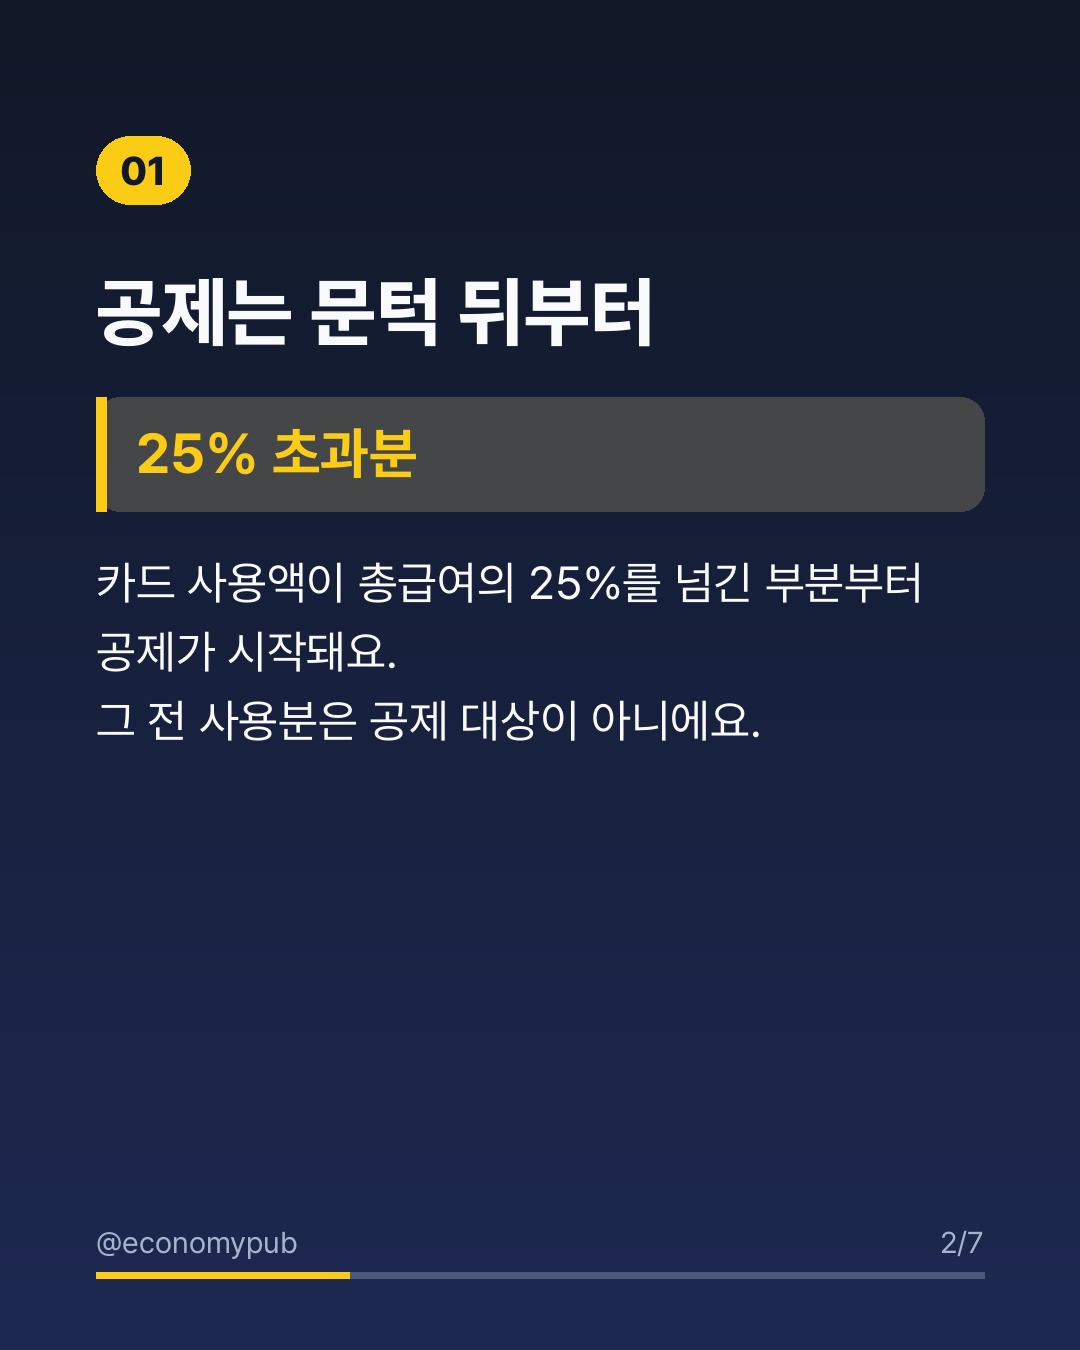 01
공제는 문턱 뒤부터
25% 초과분
카드 사용액이 총급여의 25%를 넘긴 부분부터
공제가 시작돼요.
그 전 사용분은 공제 대상이 아니에요.
@economypub
2/7